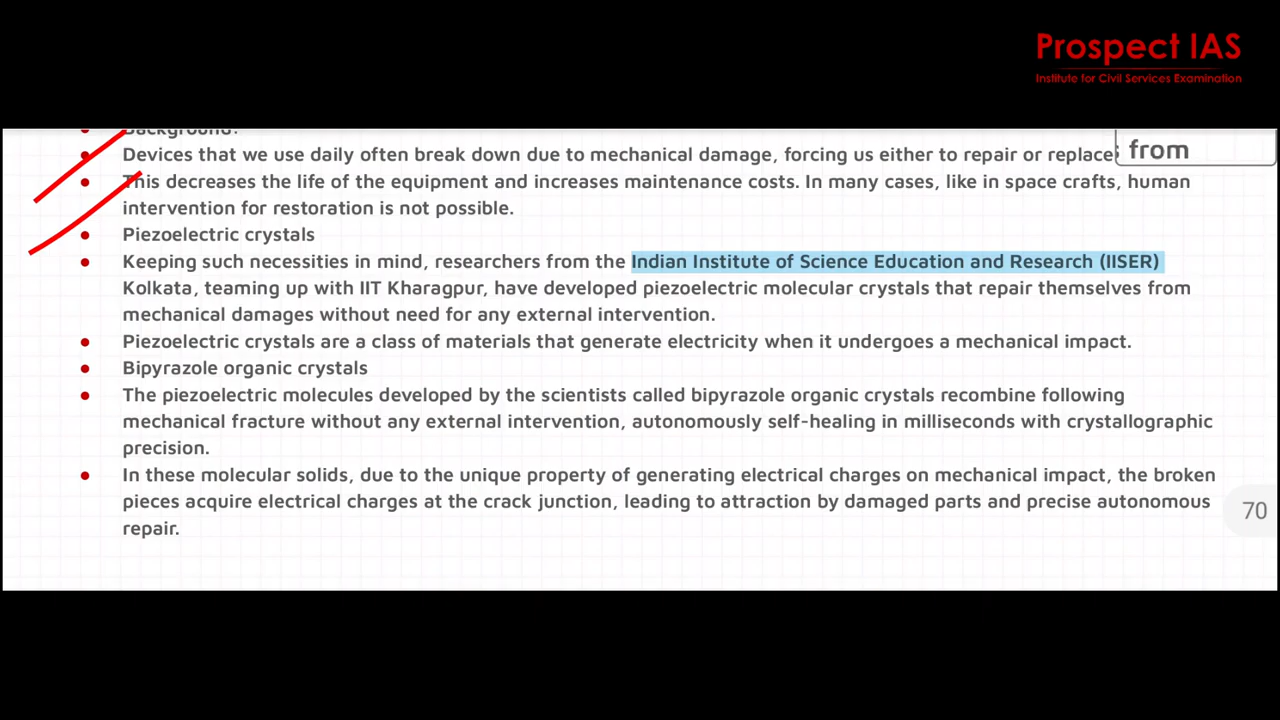 Prospect IAS
Institute for Civil Services Examination
Background:
Devices that we use daily often break down due to mechanical damage, forcing us either to repair or replace
from
This decreases the life of the equipment and increases maintenance costs. In many cases, like in space crafts, human
intervention for restoration is not possible.
Piezoelectric crystals
Keeping such necessities in mind, researchers from the Indian Institute of Science Education and Research (IISER)
Kolkata, teaming up with IIT Kharagpur, have developed piezoelectric molecular crystals that repair themselves from
mechanical damages without need for any external intervention.
Piezoelectric crystals are a class of materials that generate electricity when it undergoes a mechanical impact.
Bipyrazole organic crystals
The piezoelectric molecules developed by the scientists called bipyrazole organic crystals recombine following
mechanical fracture without any external intervention, autonomously self-healing in milliseconds with crystallographic
precision.
In these molecular solids, due to the unique property of generating electrical charges on mechanical impact, the broken
pieces acquire electrical charges at the crack junction, leading to attraction by damaged parts and precise autonomous
repair.
70